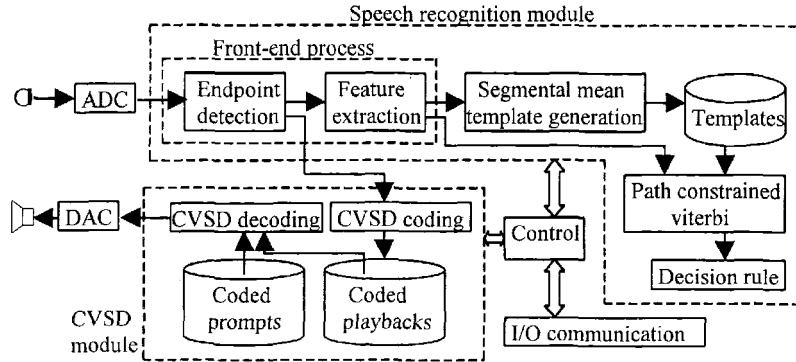 Speech recognition module
Front-end process
ADC
Endpoint
detection
Feature
extraction
Segmental mean
template generation
Templates
DAC
CVSD decoding
CVSD coding
Control
Path constrained
viterbi
Decision rule
Coded
prompts
Coded
playbacks
CVSD
module
I/O communication